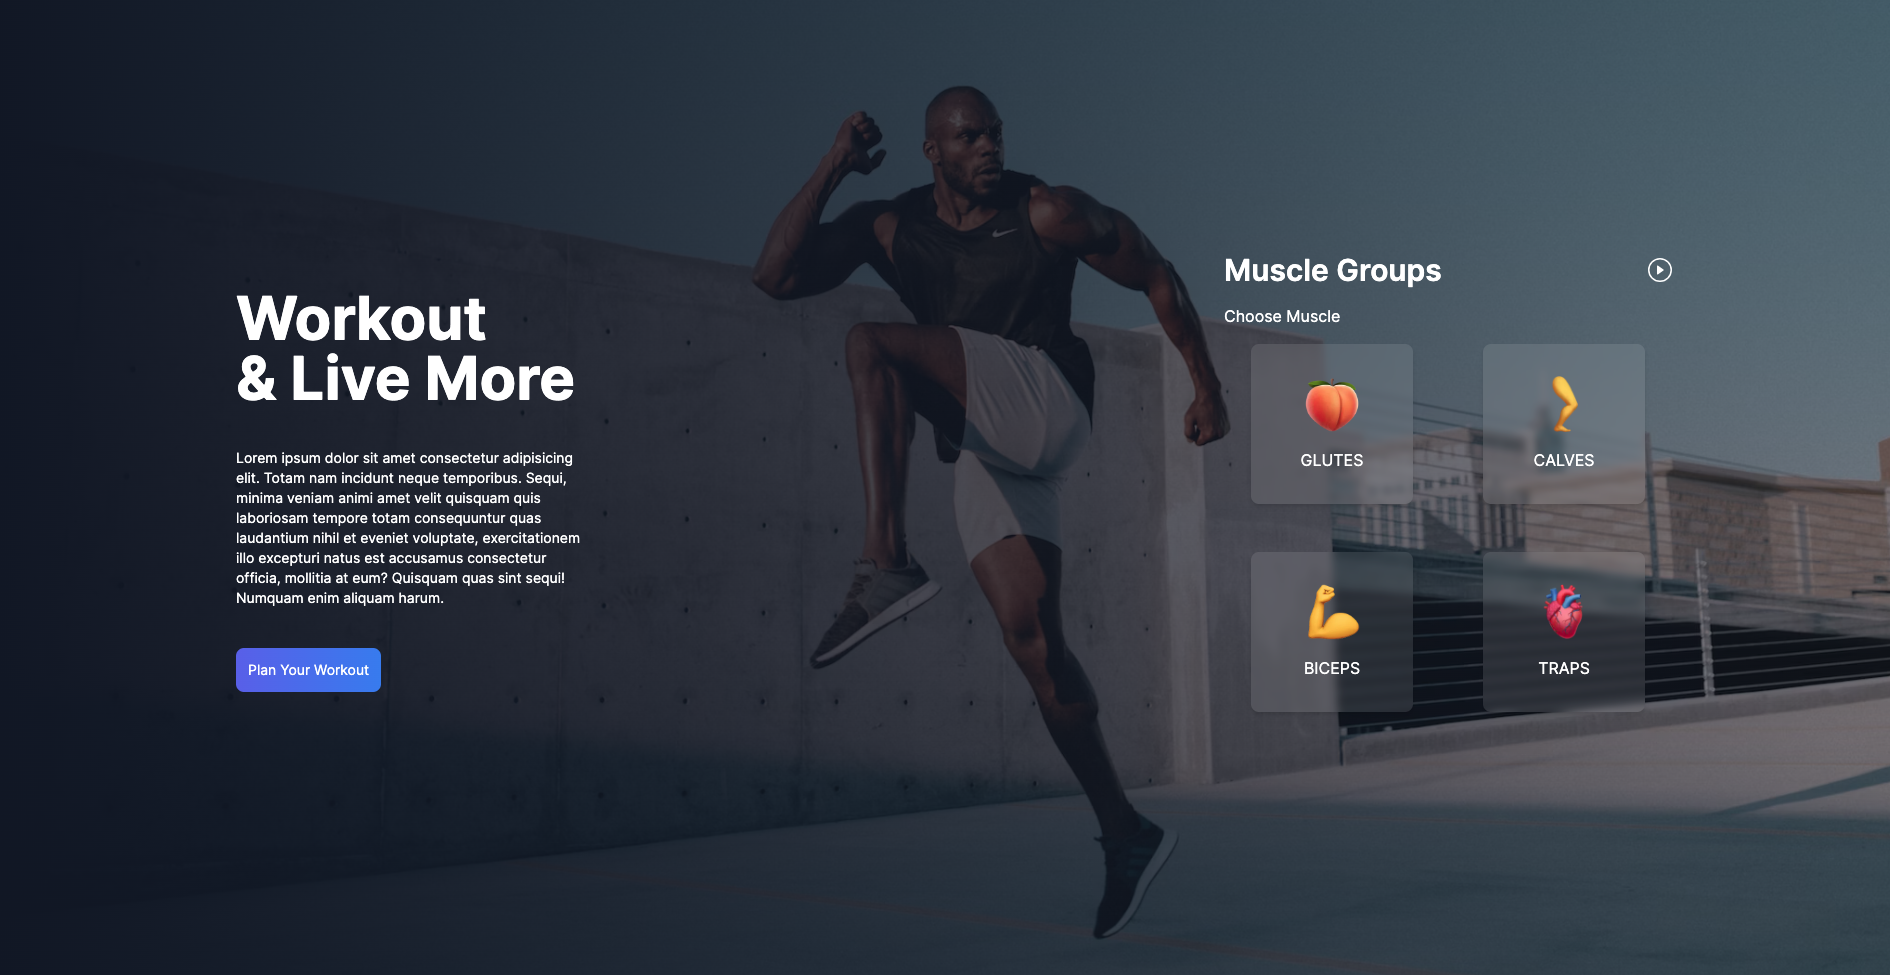 Workout
& Live More
Lorem ipsum dolor sit amet consectetur adipisicing
elit. Totam nam incidunt neque temporibus. Sequi,
minima veniam animi amet velit quisquam quis
laboriosam tempore totam consequuntur quas
laudantium nihil et eveniet voluptate, exercitationem
illo excepturi natus est accusamus consectetur
officia, mollitia at eum? Quisquam quas sint sequi!
Numquam enim aliquam harum.
Plan Your Workout
Muscle Groups
Choose Muscle
GLUTES
CALVES
BICEPS
TRAPS